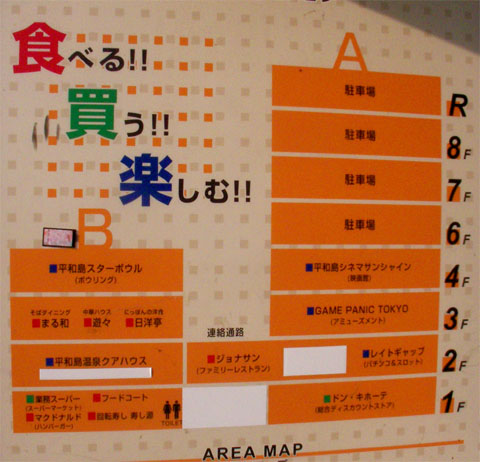 食べる!!
買う!!
楽しむ!!
A
駐車場
R
駐車場
8F
駐車場
7F
駐車場
6F
B
■平和島スターボウル
(ボウリング)
■平和島シネマサンシャイン
(映画館)
4F
そばダイニング 中華ハウス にっぽんの洋食
■まる和 ■遊々 ■日洋亭
■GAME PANIC TOKYO
(アミューズメント)
3F
連絡通路
■平和島温泉クアハウス
■ジョナサン
(ファミリーレストラン)
■レイトギャップ
(パチンコ&スロット)
2F
■業務スーパー
(スーパーマーケット)
■フードコート
■マクドナルド
(ハンバーガー)
■回転寿し 寿し源
TOILET
■ドン・キホーテ
(総合ディスカウントストア)
1F
AREA MAP